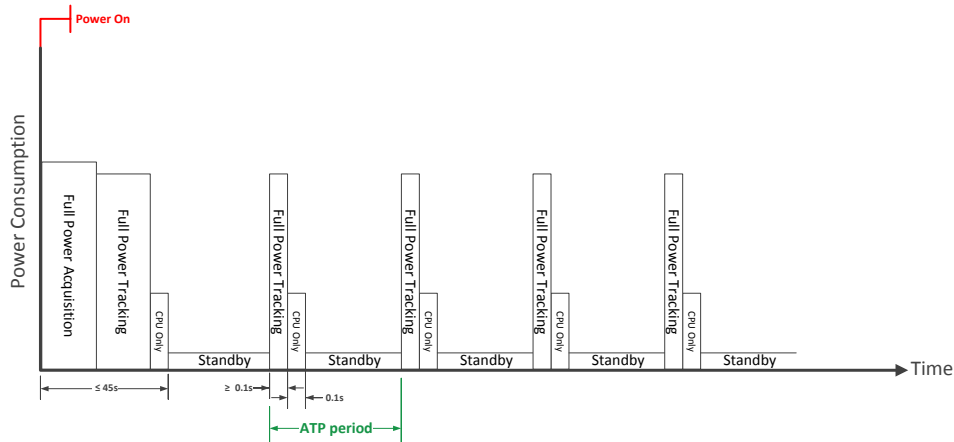 Power On
Power Consumption
Full Power Acquisition
Full Power Tracking
CPU Only
Standby
Full Power Tracking
CPU Only
Standby
Full Power Tracking
CPU Only
Standby
Full Power Tracking
CPU Only
Standby
Full Power Tracking
CPU Only
Standby
Time
≤ 45s
≥ 0.1s
0.1s
ATP period